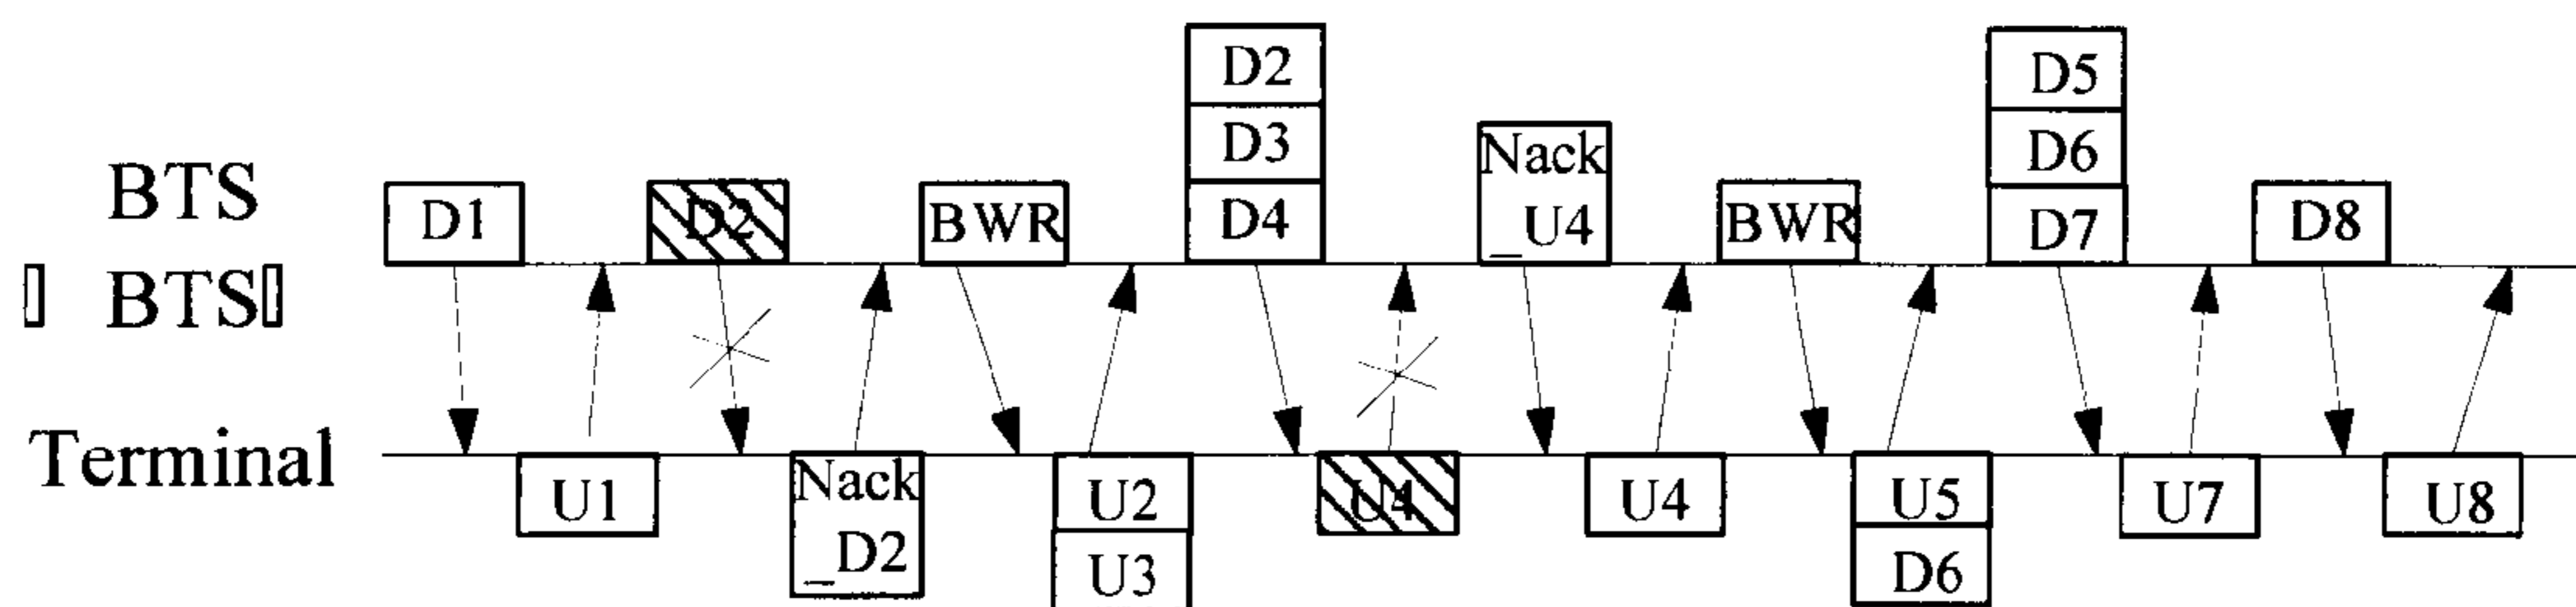 D2
D3
D4
D5
D6
D7
Nack
_U4
BTS
D1
D2
BWR
BWR
D8
BTS
Terminal
U1
Nack
_D2
U2
U3
U4
U4
U5
D6
U7
U8